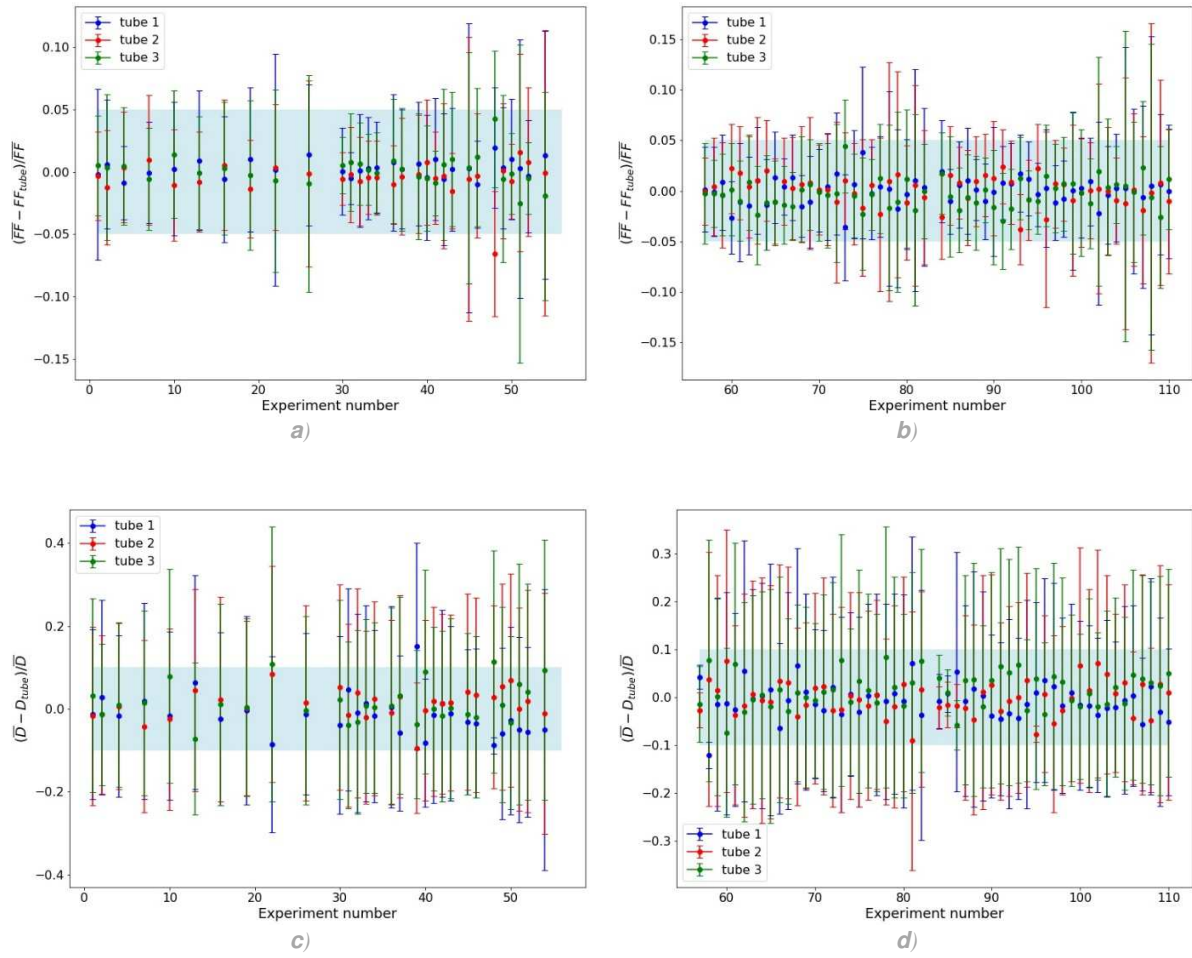 tube 1
tube 2
tube 3
0.10
0.05
0.00
−0.05
−0.10
−0.15
(FF − FF_tube)/FF
0 10 20 30 40 50
Experiment number
a)
tube 1
tube 2
tube 3
0.15
0.10
0.05
0.00
−0.05
−0.10
−0.15
(FF − FF_tube)/FF
60 70 80 90 100 110
Experiment number
b)
tube 1
tube 2
tube 3
0.4
0.2
0.0
−0.2
−0.4
(D − D_tube)/D
0 10 20 30 40 50
Experiment number
c)
0.3
0.2
0.1
0.0
−0.1
−0.2
−0.3
(D − D_tube)/D
tube 1
tube 2
tube 3
60 70 80 90 100 110
Experiment number
d)